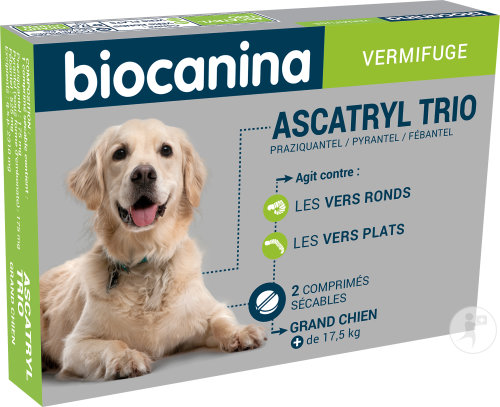 biocanina
VERMIFUGE
ASCATRYL TRIO
PRAZIQUANTEL / PYRANTEL / FÉBANTEL
Agit contre :
LES VERS RONDS
LES VERS PLATS
2 COMPRIMÉS
SÉCABLES
GRAND CHIEN
+ de 17,5 kg
ASCATRYL
TRIO
GRAND CHIEN
COMPOSITION